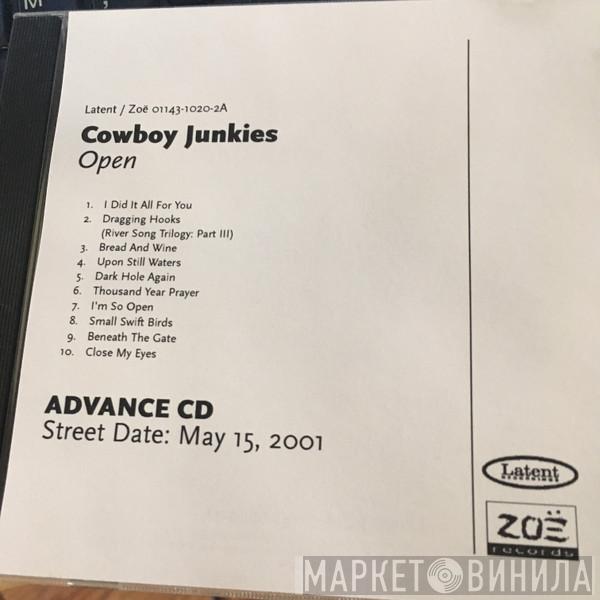 M ,
Latent / Zoë 01143-1020-2A
Cowboy Junkies
Open
1. I Did It All For You
2. Dragging Hooks
(River Song Trilogy: Part III)
3. Bread And Wine
4. Upon Still Waters
5. Dark Hole Again
6. Thousand Year Prayer
7. I'm So Open
8. Small Swift Birds
9. Beneath The Gate
10. Close My Eyes
ADVANCE CD
Street Date: May 15, 2001
Latent
RECORDINGS
ZOË
records
МАРКЕТ ВИНИЛА